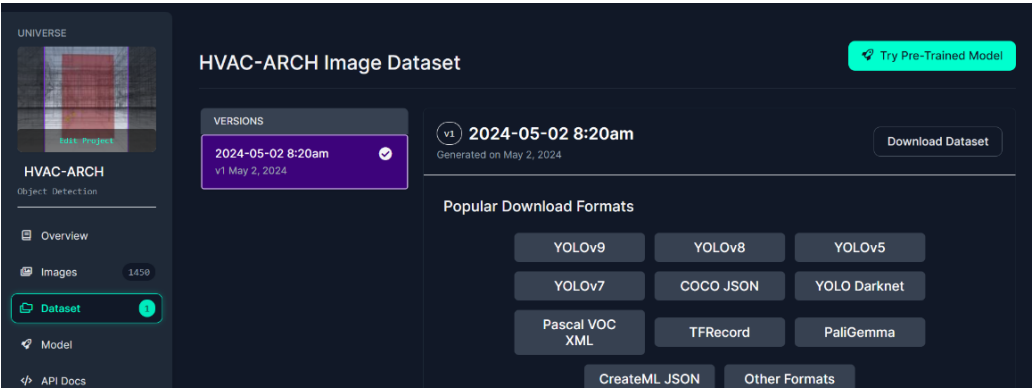 UNIVERSE
Edit Project
HVAC-ARCH
Object Detection
Overview
Images 1450
Dataset 1
Model
</> API Docs
HVAC-ARCH Image Dataset
Try Pre-Trained Model
VERSIONS
2024-05-02 8:20am
v1 May 2, 2024
v1 2024-05-02 8:20am
Generated on May 2, 2024
Download Dataset
Popular Download Formats
YOLOv9 YOLOv8 YOLOv5
YOLOv7 COCO JSON YOLO Darknet
Pascal VOC
XML
TFRecord PaliGemma
CreateML JSON Other Formats